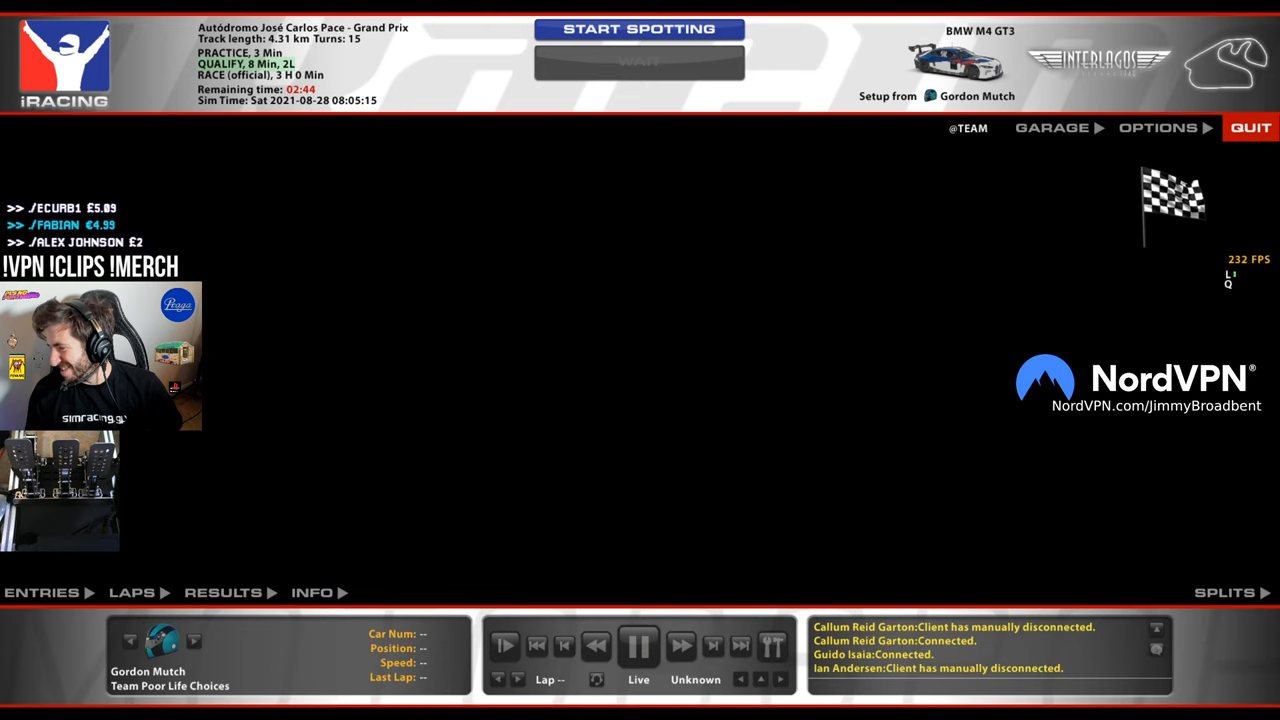 iRACING
Autódromo José Carlos Pace - Grand Prix
Track length: 4.31 km Turns: 15
PRACTICE, 3 Min
QUALIFY, 8 Min, 2L
RACE (official), 3 H 0 Min
Remaining time: 02:44
Sim Time: Sat 2021-08-28 08:05:15
START SPOTTING
WAIT
BMW M4 GT3
INTERLAGOS
Setup from Gordon Mutch
@TEAM
GARAGE
OPTIONS
QUIT
>> ./ECURB1 £5.09
>> ./FABIAN €4.99
>> ./ALEX JOHNSON £2
!VPN !CLIPS !MERCH
232 FPS
L
Q
Praga
simracing.gp
NordVPN®
NordVPN.com/JimmyBroadbent
ENTRIES
LAPS
RESULTS
INFO
SPLITS
Gordon Mutch
Team Poor Life Choices
Car Num: --
Position: --
Speed: --
Last Lap: --
Lap --
Live
Unknown
Callum Reid Garton:Client has manually disconnected.
Callum Reid Garton:Connected.
Guido Isaia:Connected.
Ian Andersen:Client has manually disconnected.